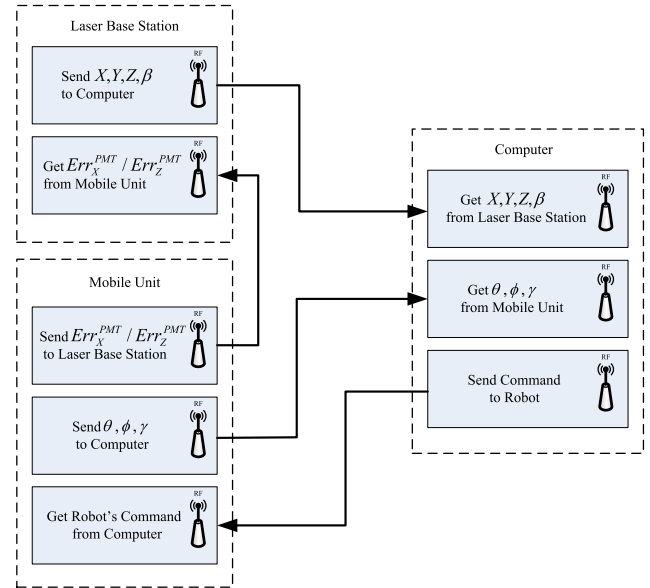 Laser Base Station
RF
Send X,Y,Z,β
to Computer
RF
Get Err_X^PMT / Err_Z^PMT
from Mobile Unit
Mobile Unit
RF
Send Err_X^PMT / Err_Z^PMT
to Laser Base Station
RF
Send θ, ϕ, γ
to Computer
RF
Get Robot's Command
from Computer
Computer
RF
Get X,Y,Z,β
from Laser Base Station
RF
Get θ, ϕ, γ
from Mobile Unit
RF
Send Command
to Robot